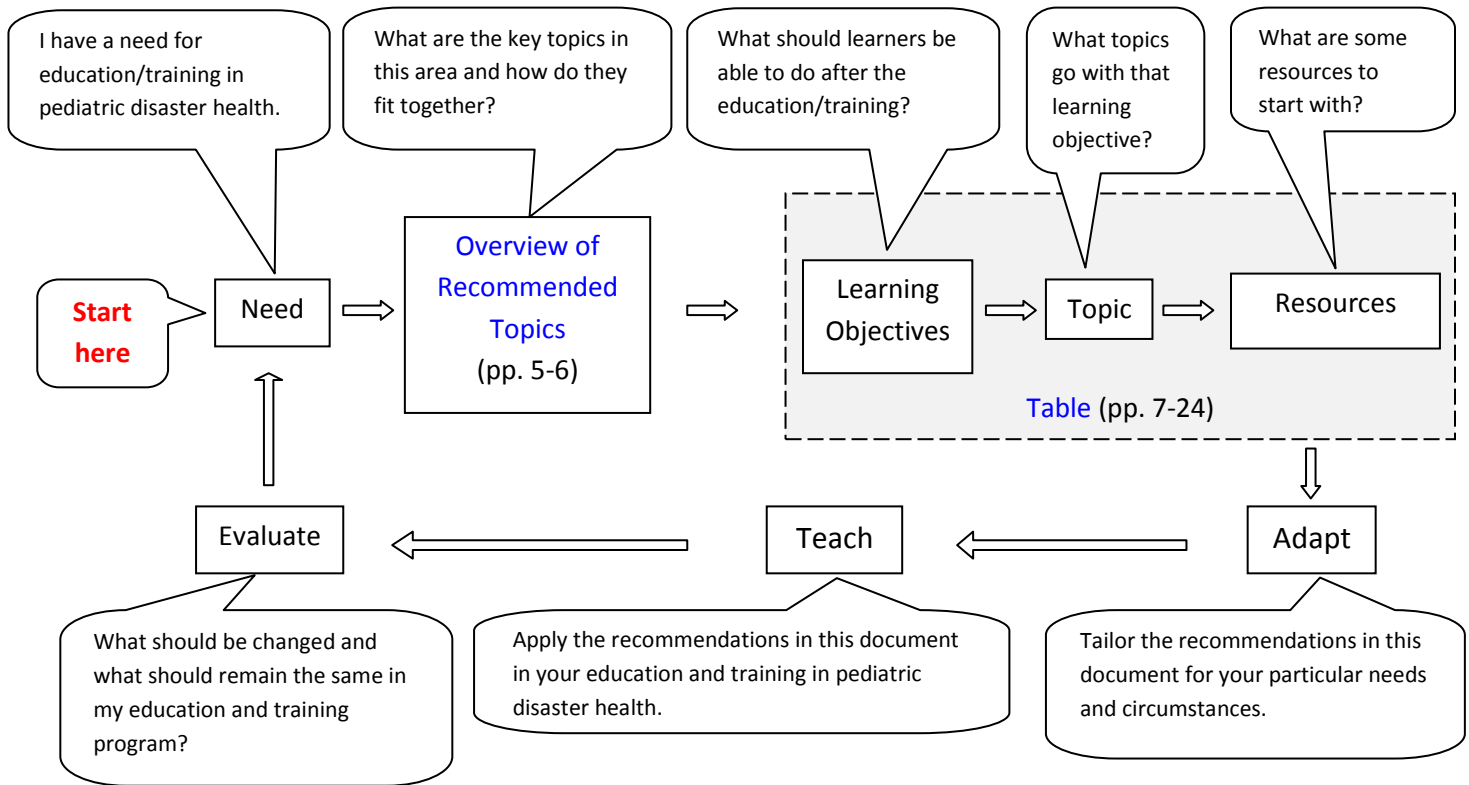 I have a need for
education/training in
pediatric disaster health.
What are the key topics in
this area and how do they
fit together?
What should learners be
able to do after the
education/training?
What topics
go with that
learning
objective?
What are some
resources to
start with?
Start
here
Need
Overview of
Recommended
Topics
(pp. 5-6)
Learning
Objectives
Topic
Resources
Table (pp. 7-24)
Evaluate
Teach
Adapt
What should be changed and
what should remain the same in
my education and training
program?
Apply the recommendations in this document
in your education and training in pediatric
disaster health.
Tailor the recommendations in this
document for your particular needs
and circumstances.